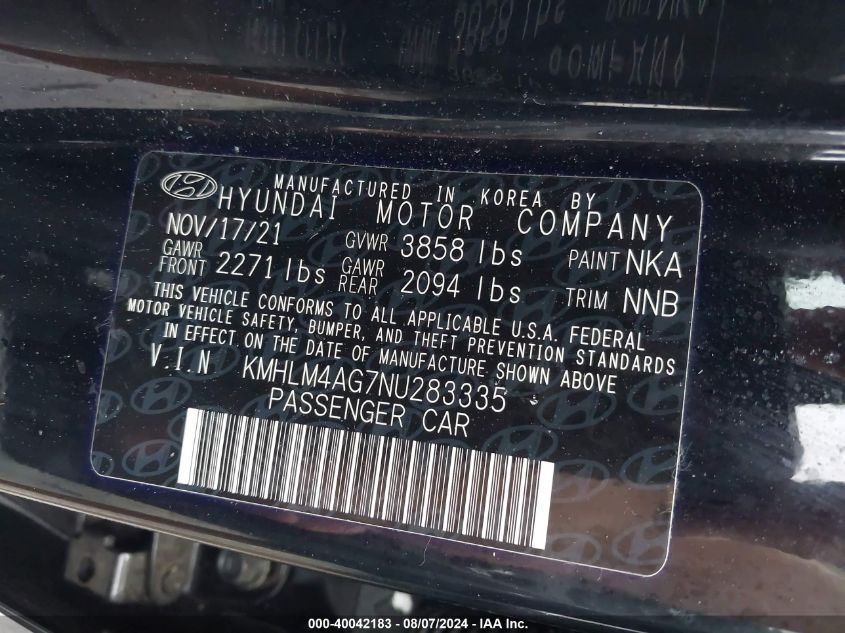 MANUFACTURED IN KOREA BY
HYUNDAI MOTOR COMPANY
NOV/17/21 GVWR 3858 lbs PAINT NKA
GAWR FRONT 2271 lbs GAWR REAR 2094 lbs TRIM NNB
THIS VEHICLE CONFORMS TO ALL APPLICABLE U.S.A. FEDERAL
MOTOR VEHICLE SAFETY, BUMPER, AND THEFT PREVENTION STANDARDS
IN EFFECT ON THE DATE OF MANUFACTURE SHOWN ABOVE
V.I.N KMHLM4AG7NU283335
PASSENGER CAR
000-40042183 - 08/07/2024 - IAA Inc.